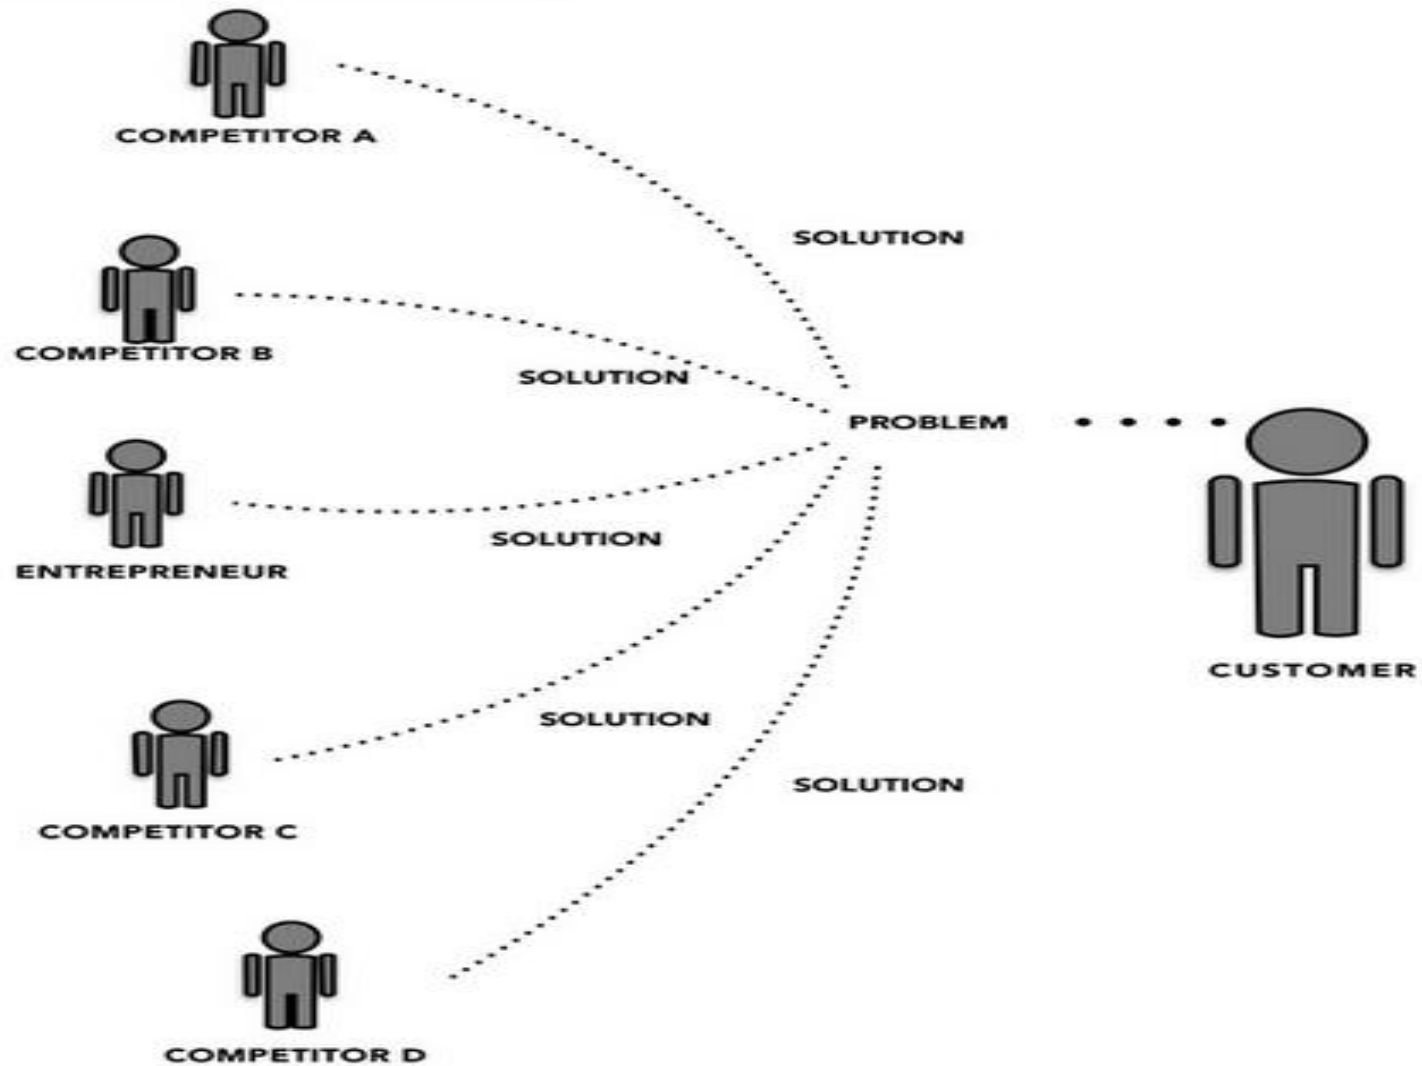 COMPETITOR A
SOLUTION
COMPETITOR B
SOLUTION
PROBLEM
SOLUTION
ENTREPRENEUR
CUSTOMER
SOLUTION
SOLUTION
COMPETITOR C
COMPETITOR D